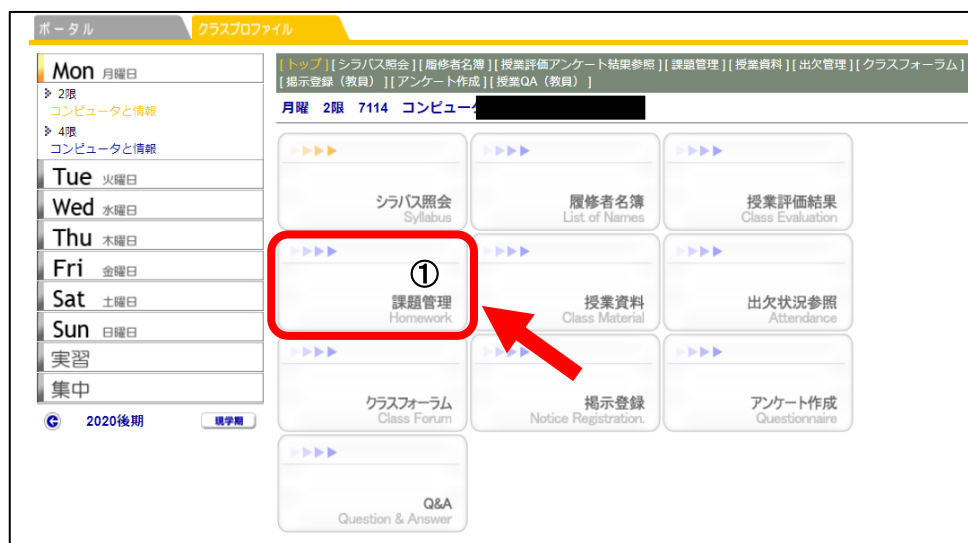 ポータル
クラスプロファイル
Mon 月曜日
2限
コンピュータと情報
4限
コンピュータと情報
Tue 火曜日
Wed 水曜日
Thu 木曜日
Fri 金曜日
Sat 土曜日
Sun 日曜日
実習
集中
2020後期
現学期
[トップ][シラバス照会][履修者名簿][授業評価アンケート結果参照][課題管理][授業資料][出欠管理][クラスフォーラム]
[掲示登録（教員）][アンケート作成][授業QA（教員）]
月曜 2限 7114 コンピュー
シラバス照会
Syllabus
履修者名簿
List of Names
授業評価結果
Class Evaluation
①
課題管理
Homework
授業資料
Class Material
出欠状況参照
Attendance
クラスフォーラム
Class Forum
掲示登録
Notice Registration.
アンケート作成
Questionnaire
Q&A
Question & Answer